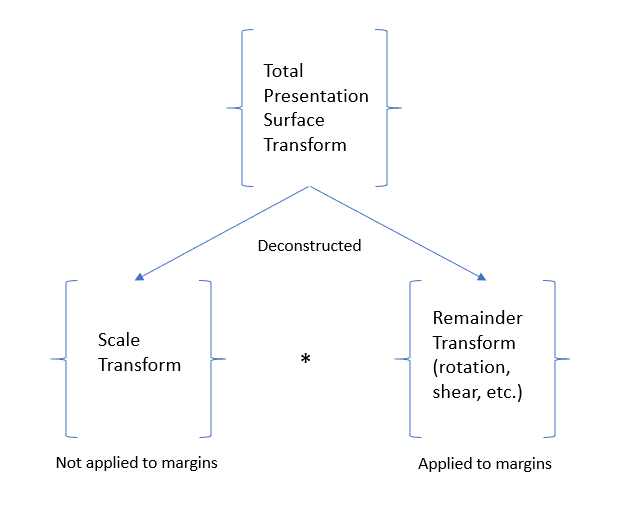 Total
Presentation
Surface
Transform
Deconstructed
Scale
Transform
*
Remainder
Transform
(rotation,
shear, etc.)
Not applied to margins
Applied to margins